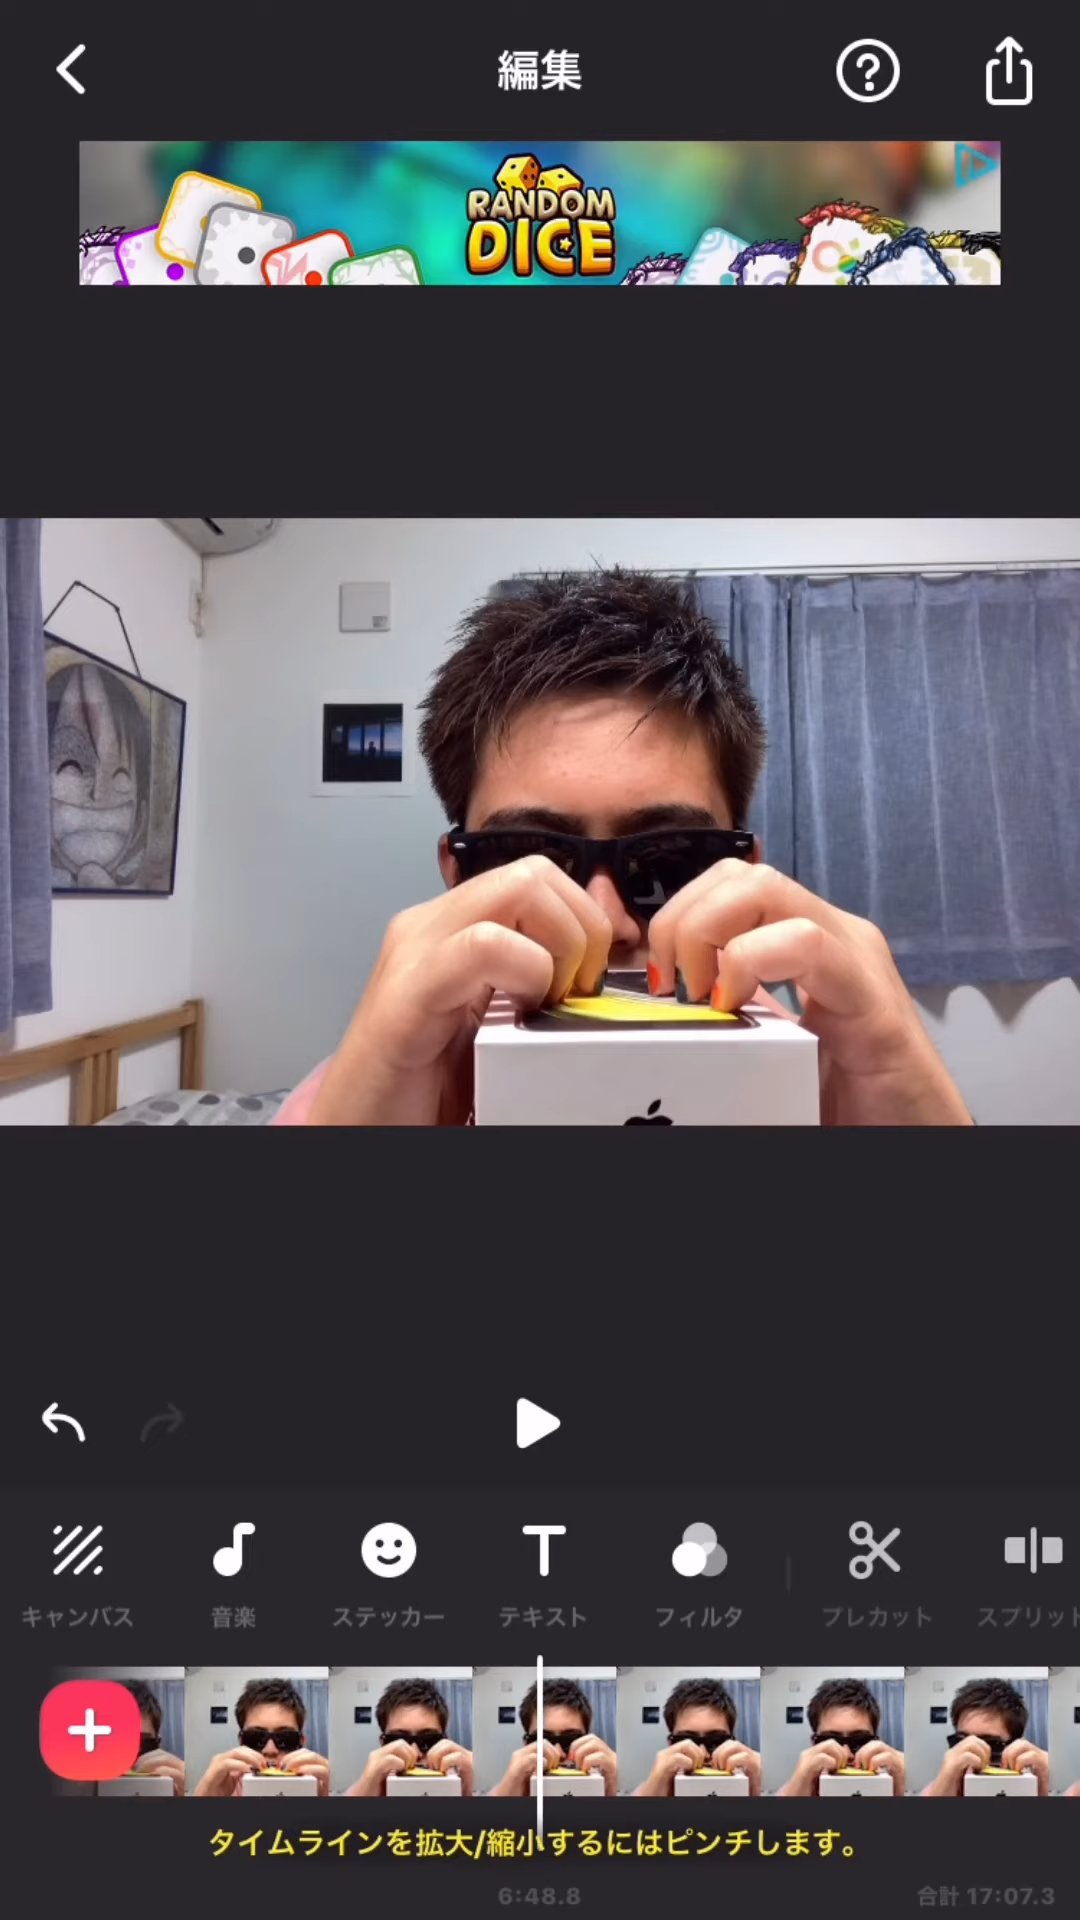 編集
RANDOM
DICE
キャンバス
音楽
ステッカー
テキスト
フィルタ
プレカット
スプリット
タイムラインを拡大/縮小するにはピンチします。
6:48.8
合計 17:07.3